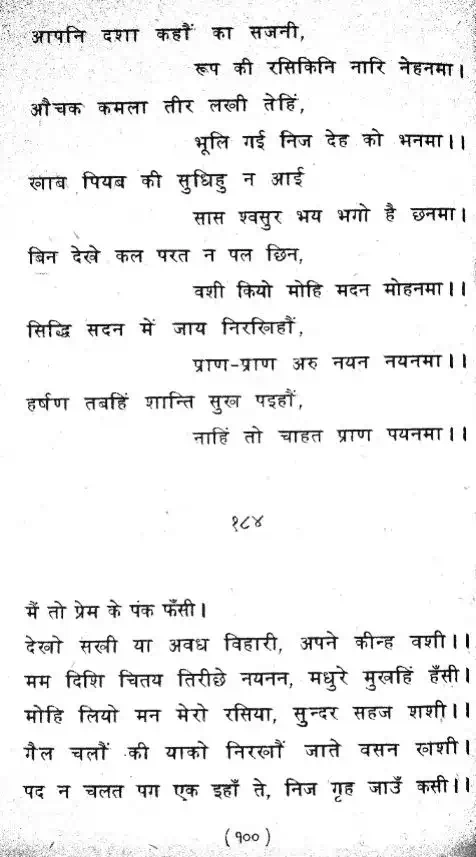 आपनि दशा कहौं का सजनी,
रूप की रसिकिनि नारि नेहनमा।
औचक कमला तीर लखी तेहिं,
भूलि गई निज देह को भनमा।।
खाब पियब की सुधिहु न आई
सास श्वसुर भय भगो है छनमा।
बिन देखे कल परत न पल छिन,
वशी कियो मोहि मदन मोहनमा।।
सिद्धि सदन में जाय निरखिहौं,
प्राण-प्राण अरु नयन नयनमा।।
हर्षण तबहिं शान्ति सुख पइहौं,
नाहिं तो चाहत प्राण पयनमा।।
१८४
मैं तो प्रेम के पंक फँसी।
देखो सखी या अवध विहारी, अपने कीन्ह वशी।।
मम दिशि चितय तिरीछे नयनन, मधुरे मुखहिं हँसी।
मोहि लियो मन मेरो रसिया, सुन्दर सहज शशी।।
गैल चलौं की याको निरखौं जाते वसन खशी।
पद न चलत पग एक इहाँ ते, निज गृह जाउँ कसी।।
(१००)